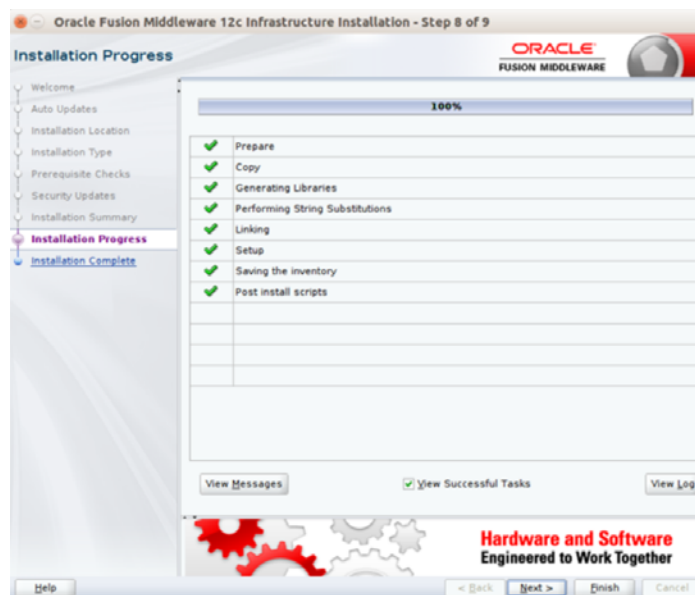 Oracle Fusion Middleware 12c Infrastructure Installation - Step 8 of 9
Installation Progress
ORACLE
FUSION MIDDLEWARE
Welcome
Auto Updates
Installation Location
Installation Type
Prerequisite Checks
Security Updates
Installation Summary
Installation Progress
Installation Complete
100%
Prepare
Copy
Generating Libraries
Performing String Substitutions
Linking
Setup
Saving the inventory
Post install scripts
View Messages
View Successful Tasks
View Log
Hardware and Software
Engineered to Work Together
Help
< Back
Next >
Finish
Cancel